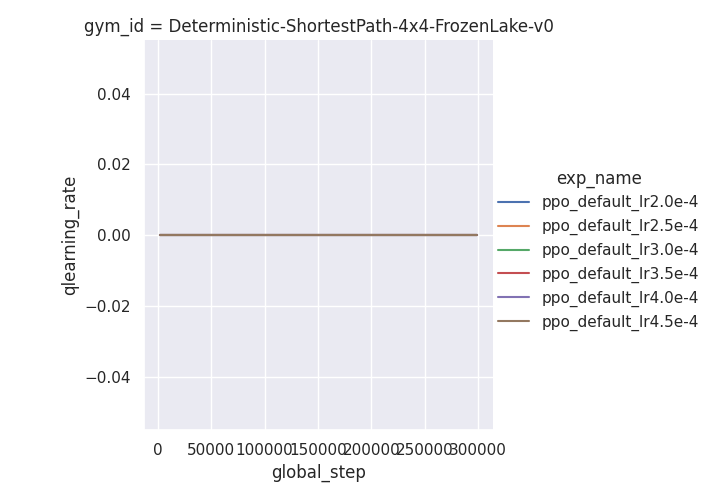 gym_id = Deterministic-ShortestPath-4x4-FrozenLake-v0
0.04
0.02
0.00
−0.02
−0.04
qlearning_rate
0 50000 100000 150000 200000 250000 300000
global_step
exp_name
ppo_default_lr2.0e-4
ppo_default_lr2.5e-4
ppo_default_lr3.0e-4
ppo_default_lr3.5e-4
ppo_default_lr4.0e-4
ppo_default_lr4.5e-4